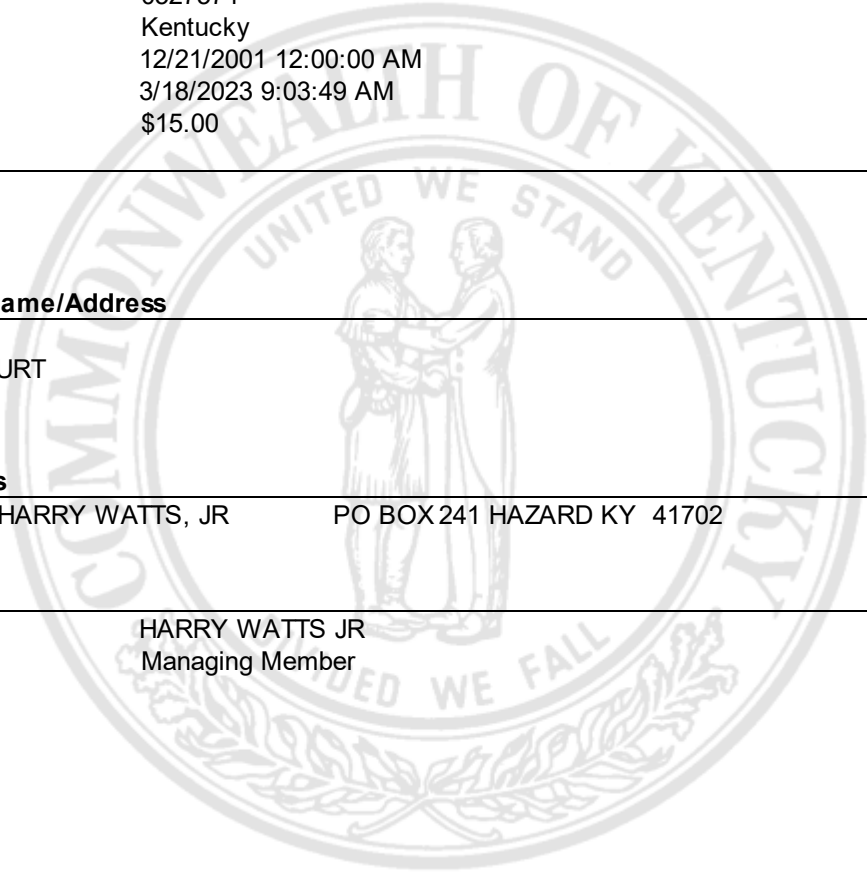 Kentucky
12/21/2001 12:00:00 AM
3/18/2023 9:03:49 AM
$15.00
ame/Address
URT
s
HARRY WATTS, JR PO BOX 241 HAZARD KY 41702
HARRY WATTS JR
Managing Member
COMMONWEALTH OF KENTUCKY
UNITED WE STAND
DIVIDED WE FALL